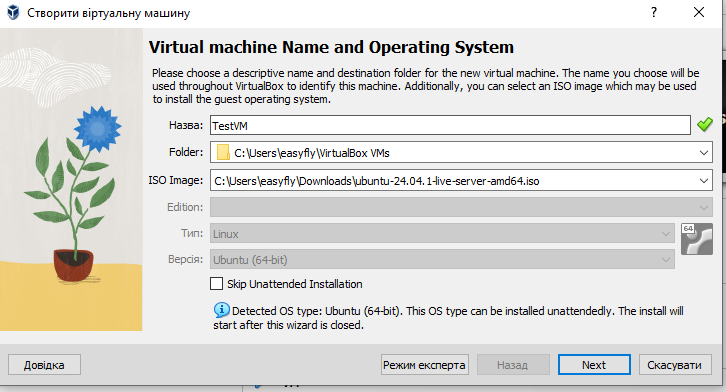 Створити віртуальну машину
?
Virtual machine Name and Operating System
Please choose a descriptive name and destination folder for the new virtual machine. The name you choose will be
used throughout VirtualBox to identify this machine. Additionally, you can select an ISO image which may be used
to install the guest operating system.
Назва: TestVM
Folder: C:\Users\easyfly\VirtualBox VMs
ISO Image: C:\Users\easyfly\Downloads\ubuntu-24.04.1-live-server-amd64.iso
Edition:
Тип: Linux
64
Версія: Ubuntu (64-bit)
Skip Unattended Installation
Detected OS type: Ubuntu (64-bit). This OS type can be installed unattendedly. The install will
start after this wizard is closed.
Довідка Режим експерта Назад Next Скасувати